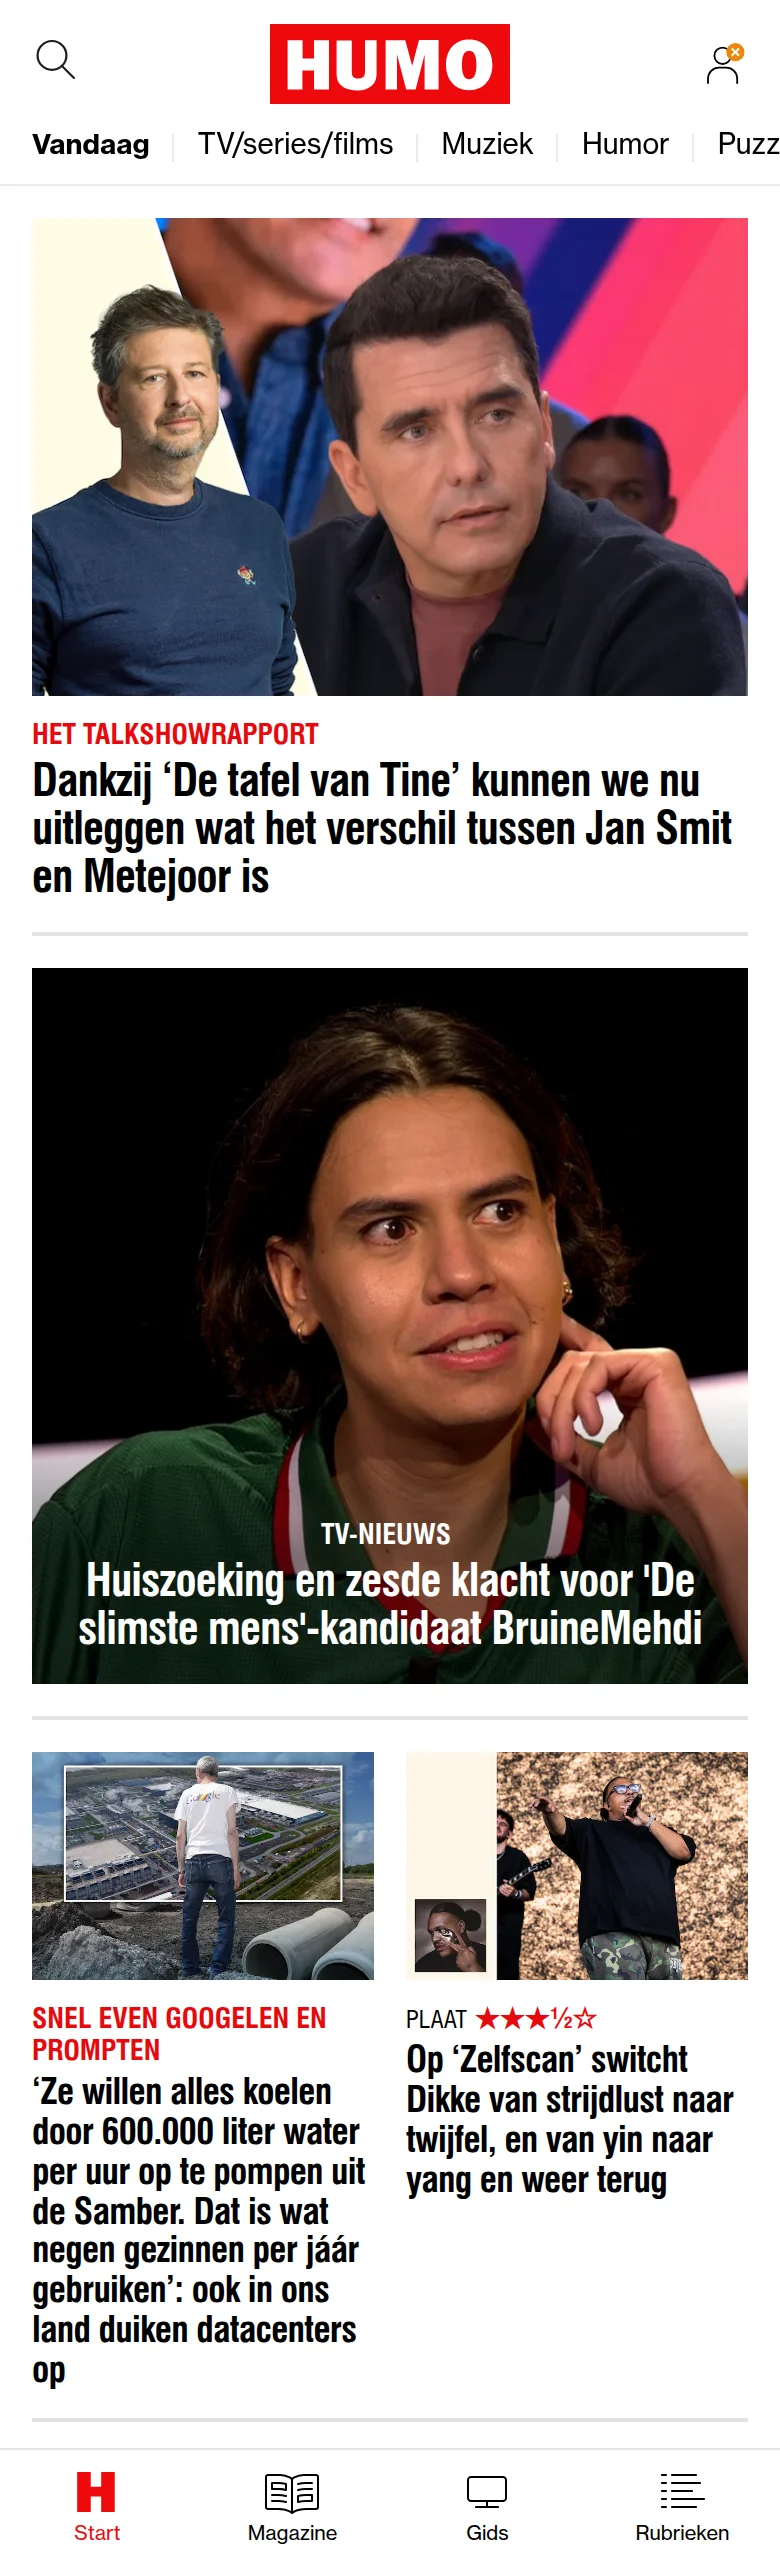 HUMO
Vandaag
TV/series/films
Muziek
Humor
Puzz
HET TALKSHOWRAPPORT
Dankzij ‘De tafel van Tine’ kunnen we nu
uitleggen wat het verschil tussen Jan Smit
en Metejoor is
TV-NIEUWS
Huiszoeking en zesde klacht voor 'De
slimste mens'-kandidaat BruineMehdi
Google
SNEL EVEN GOOGELEN EN
PROMPTEN
‘Ze willen alles koelen
door 600.000 liter water
per uur op te pompen uit
de Samber. Dat is wat
negen gezinnen per jáár
gebruiken’: ook in ons
land duiken datacenters
op
PLAAT ★★★½☆
Op ‘Zelfscan’ switcht
Dikke van strijdlust naar
twijfel, en van yin naar
yang en weer terug
H
Start
Magazine
Gids
Rubrieken